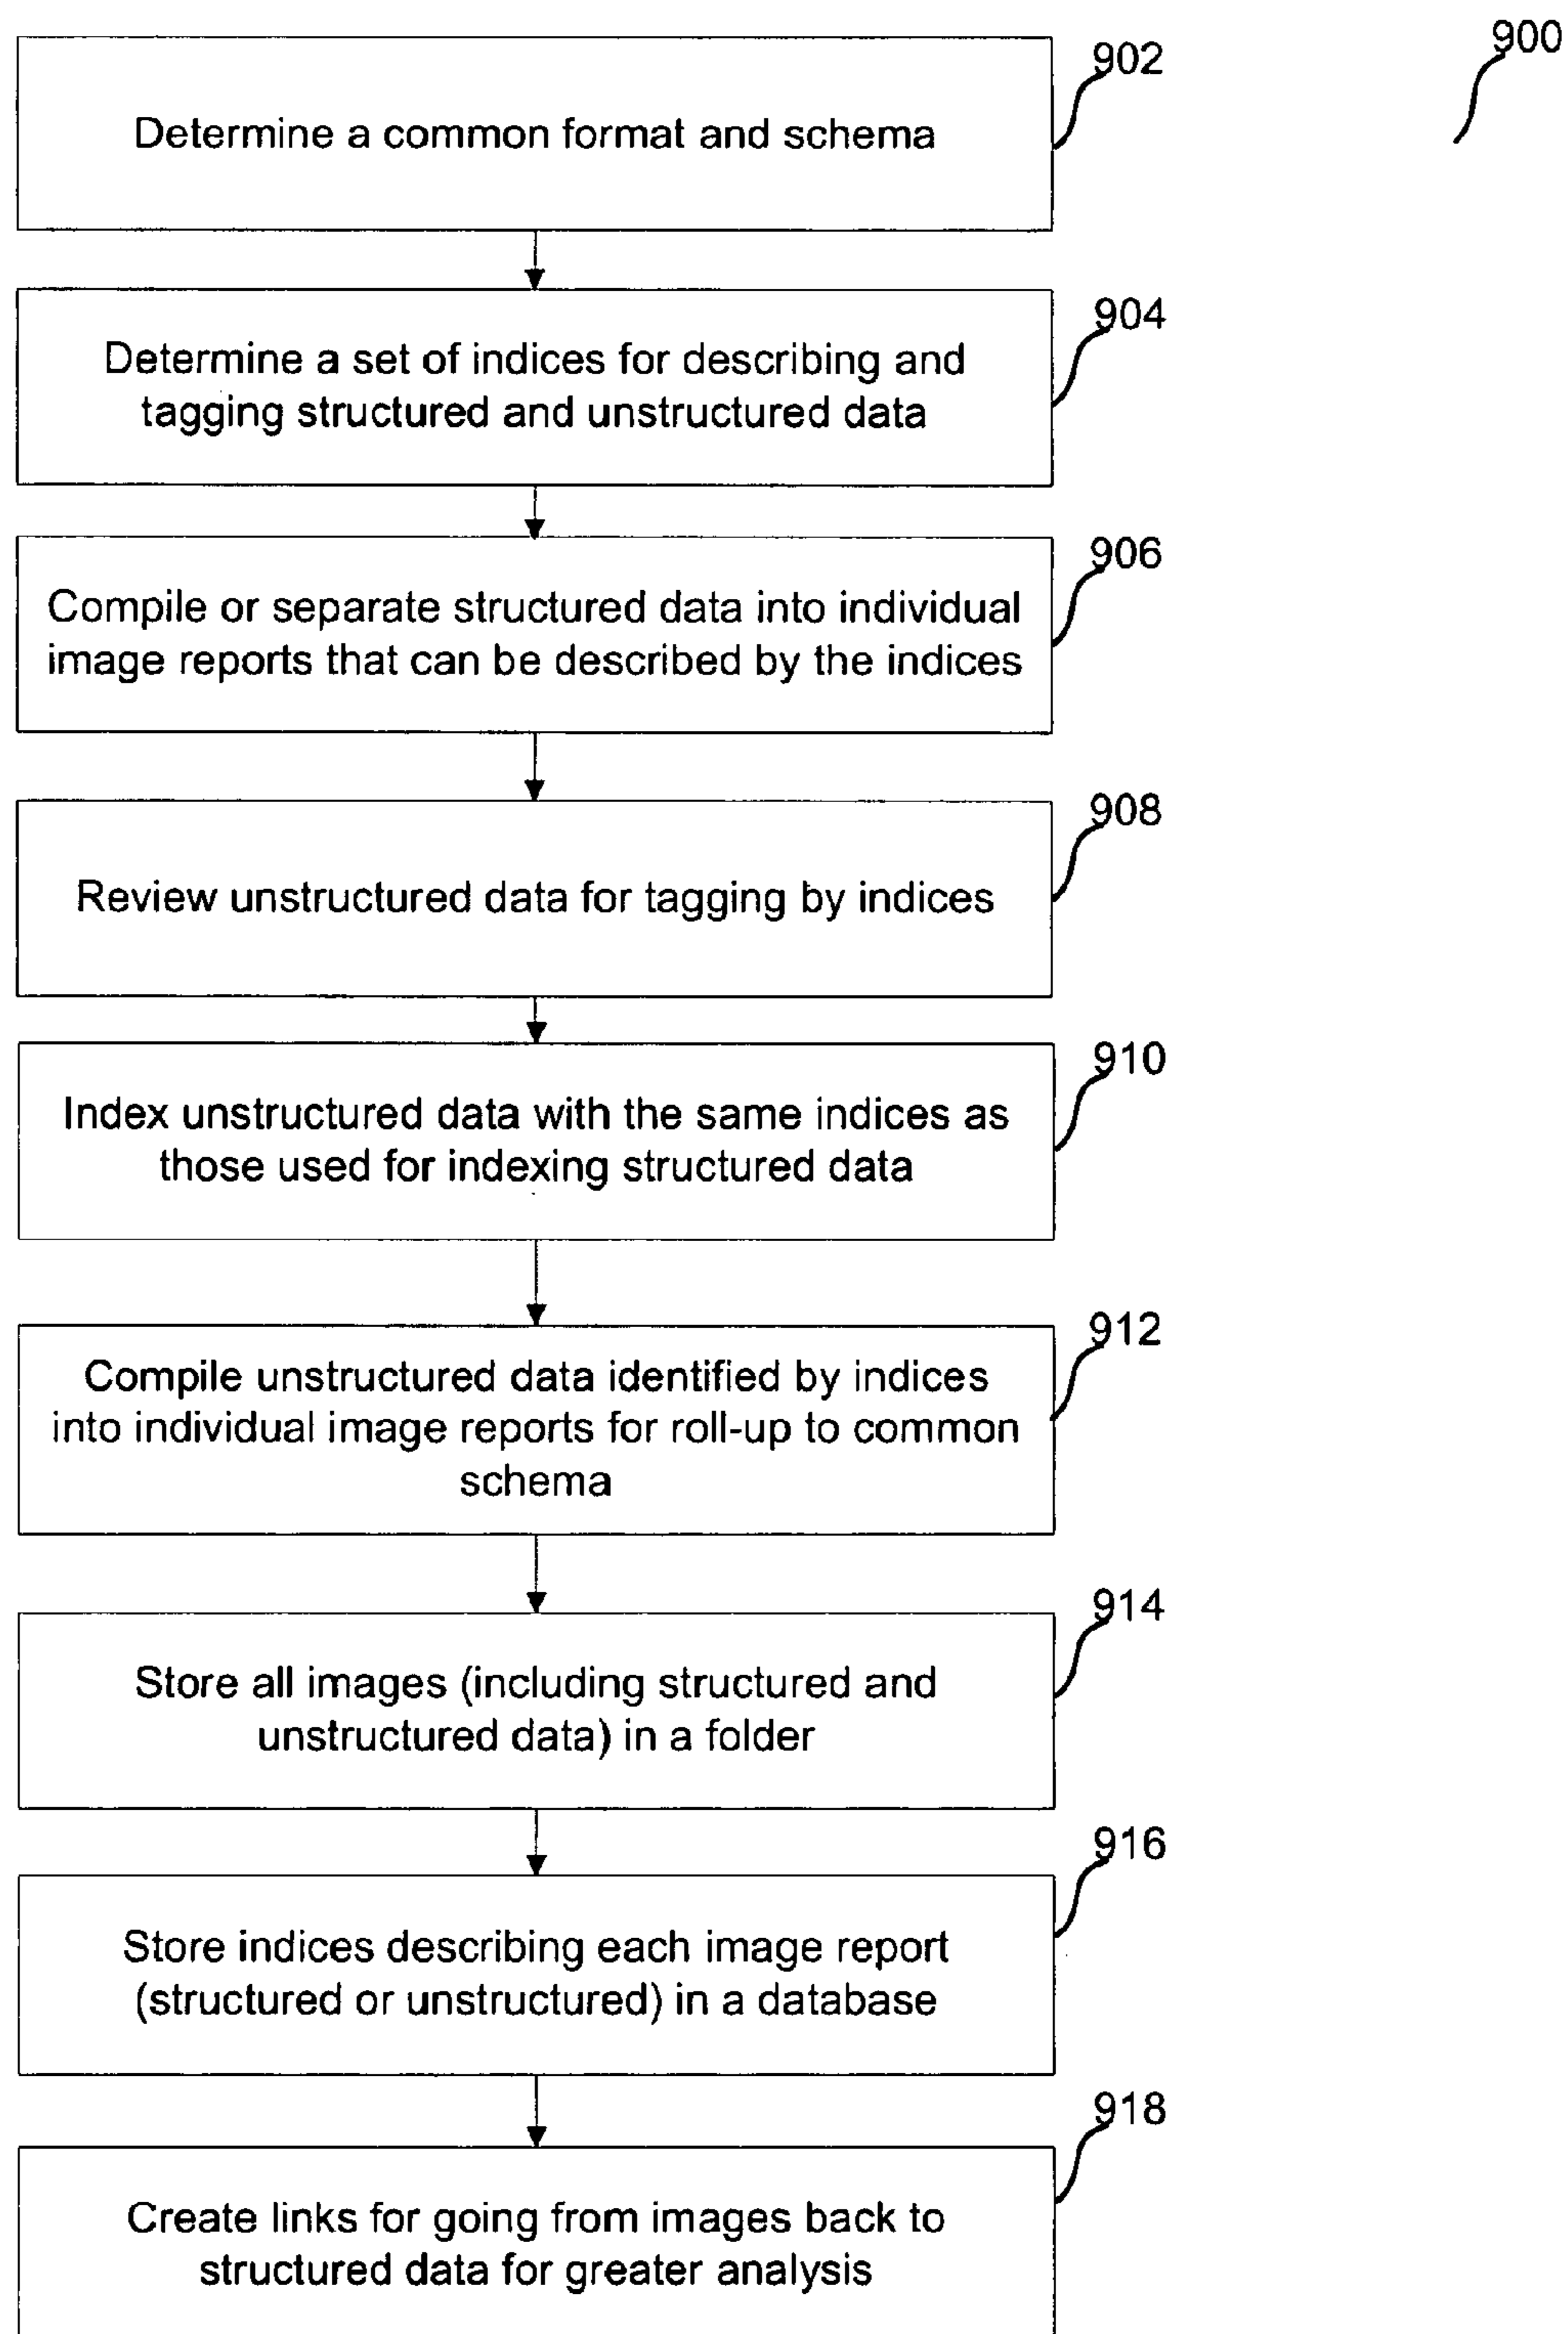 900
902
Determine a common format and schema
904
Determine a set of indices for describing and
tagging structured and unstructured data
906
Compile or separate structured data into individual
image reports that can be described by the indices
908
Review unstructured data for tagging by indices
910
Index unstructured data with the same indices as
those used for indexing structured data
912
Compile unstructured data identified by indices
into individual image reports for roll-up to common
schema
914
Store all images (including structured and
unstructured data) in a folder
916
Store indices describing each image report
(structured or unstructured) in a database
918
Create links for going from images back to
structured data for greater analysis